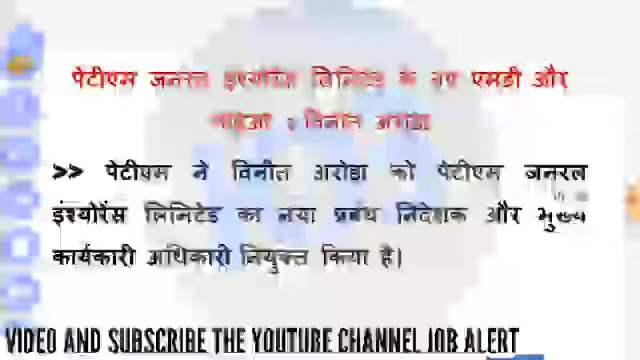 पेटीएम जनरल इंश्योरेंस लिमिटेड के नए एमडी और
सीईओ : विनीत अरोड़ा
>> पेटीएम ने विनीत अरोड़ा को पेटीएम जनरल
इंश्योरेंस लिमिटेड का नया प्रबंध निदेशक और मुख्य
कार्यकारी अधिकारी नियुक्त किया है।
VIDEO AND SUBSCRIBE THE YOUTUBE CHANNEL JOB ALERT